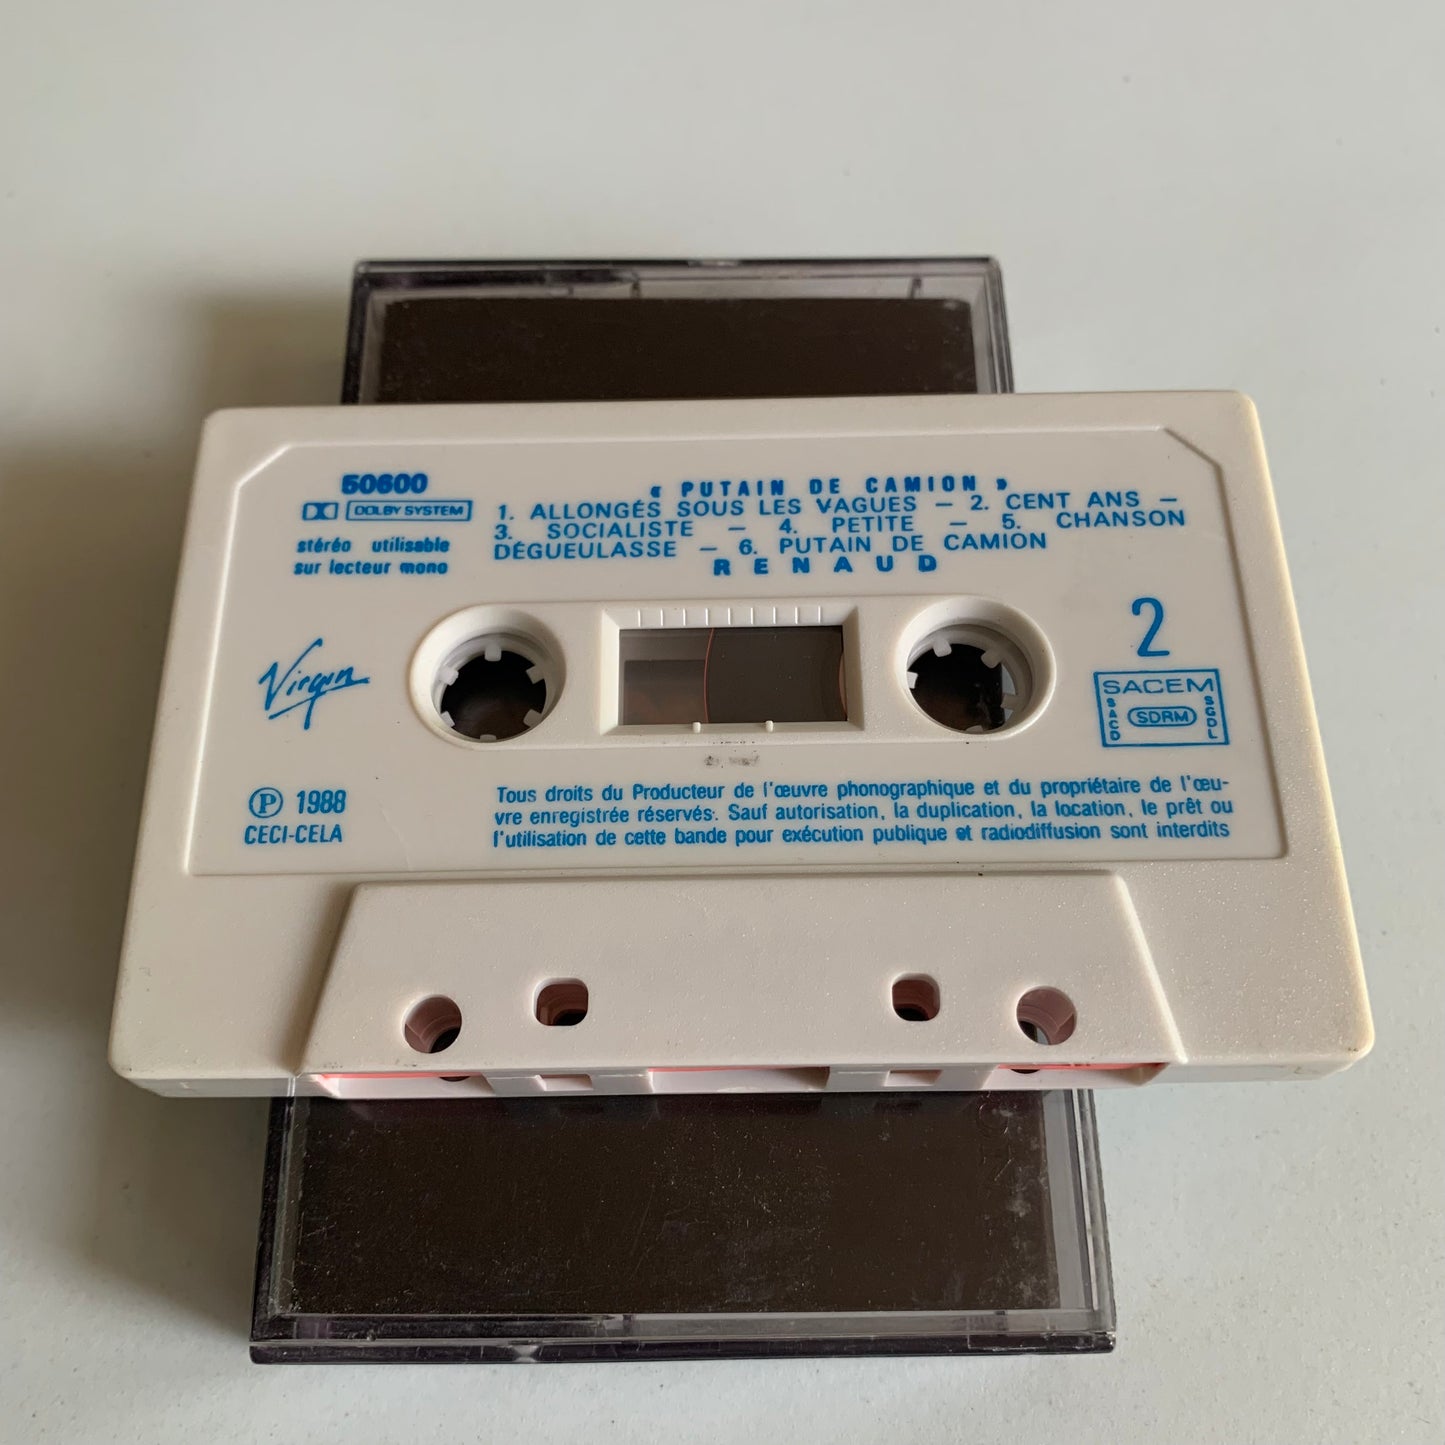 50600
DOLBY SYSTEM
stéréo utilisable
sur lecteur mono
« PUTAIN DE CAMION »
1. ALLONGÉS SOUS LES VAGUES – 2. CENT ANS –
3. SOCIALISTE – 4. PETITE – 5. CHANSON
DÉGUEULASSE – 6. PUTAIN DE CAMION
RENAUD
Virgin
2
SACEM
SACD
SDRM
SGDL
Ⓟ 1988
CECI-CELA
Tous droits du Producteur de l'œuvre phonographique et du propriétaire de l'œu-
vre enregistrée réservés. Sauf autorisation, la duplication, la location, le prêt ou
l'utilisation de cette bande pour exécution publique et radiodiffusion sont interdits